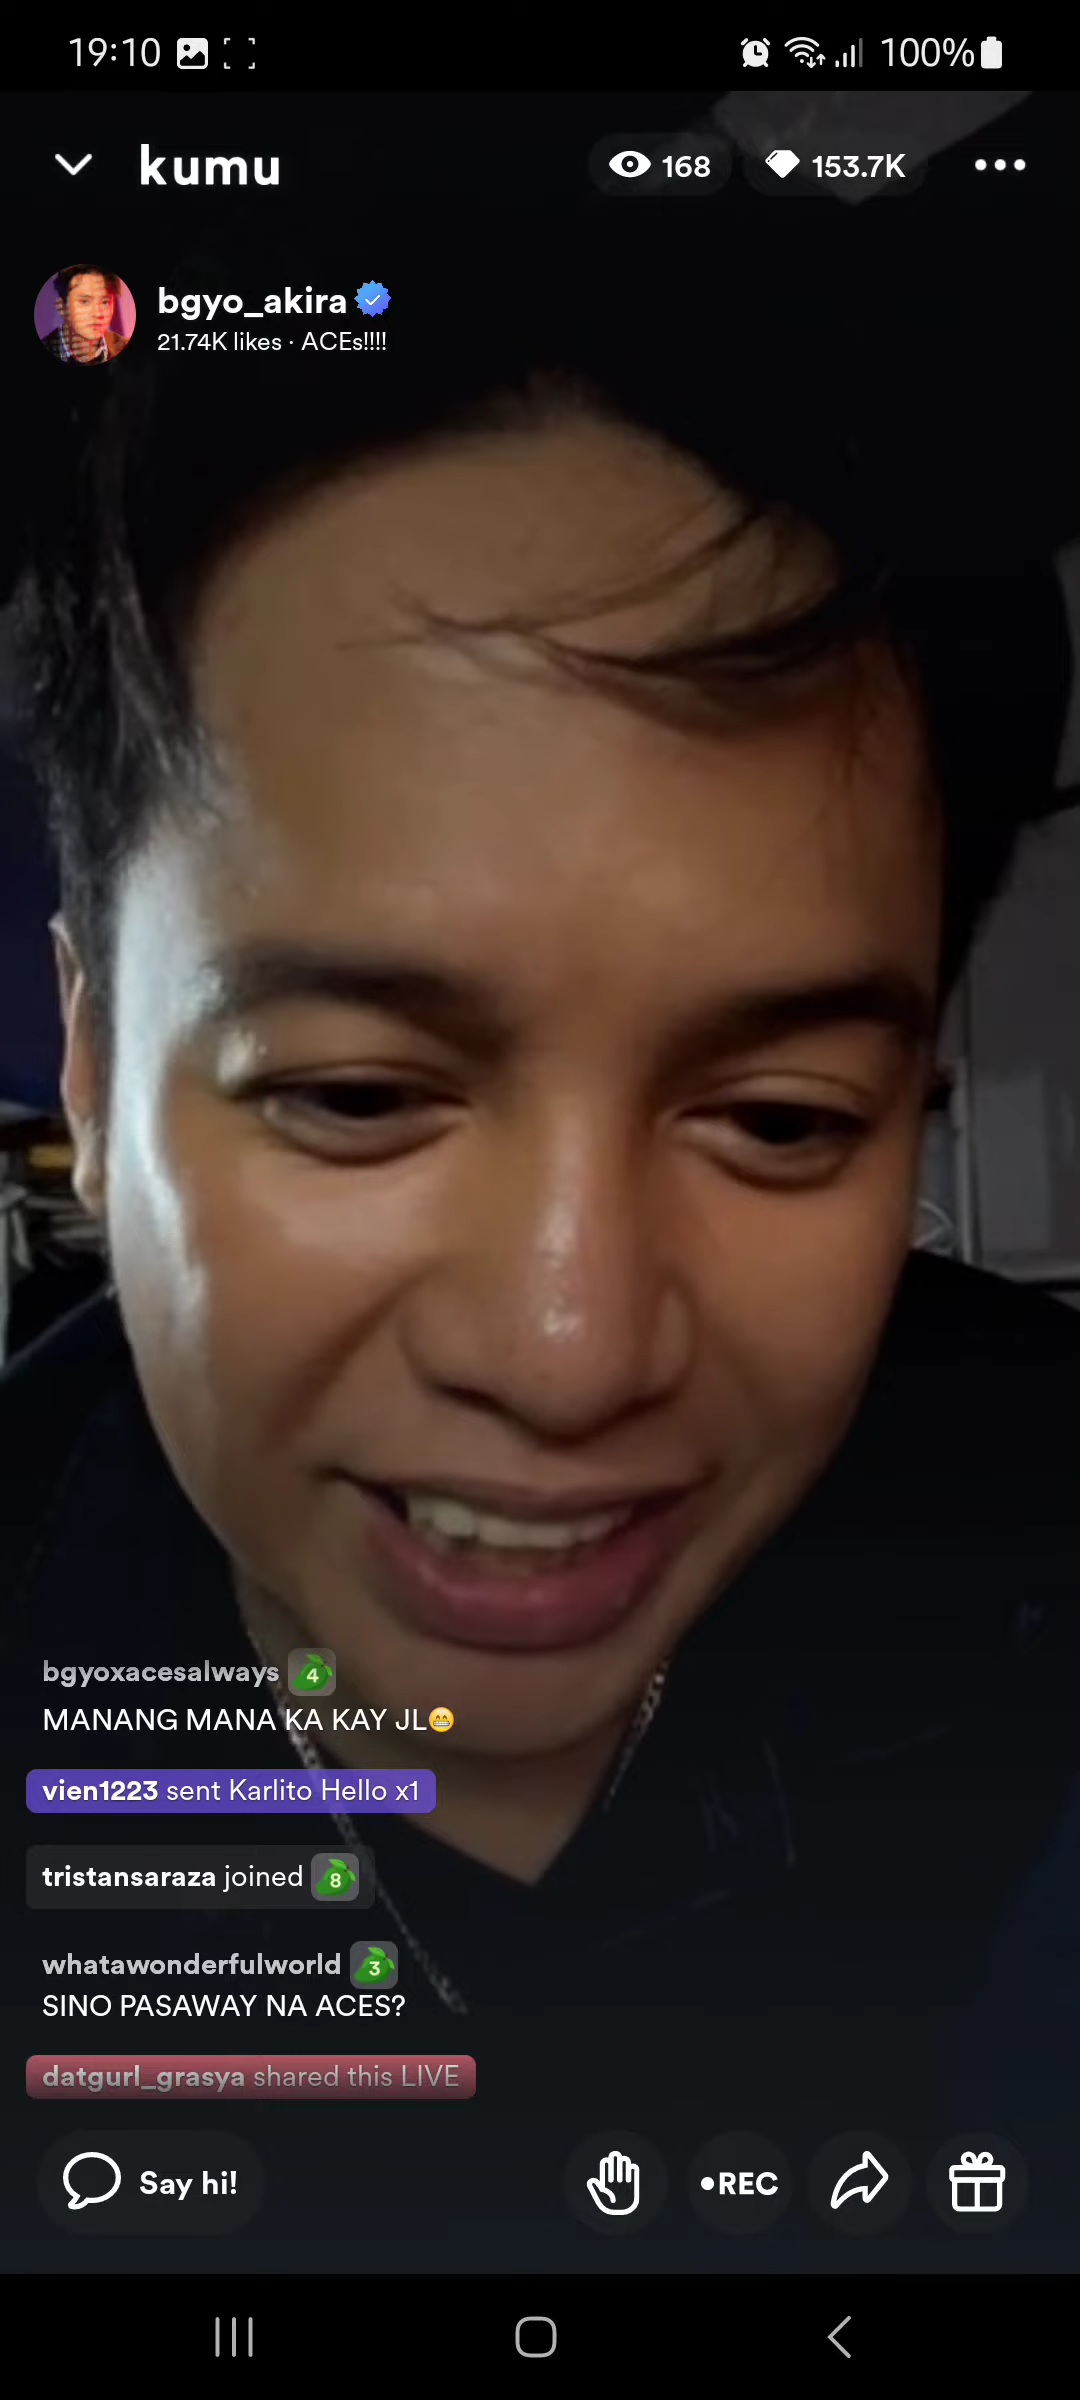 19:10
100%
kumu
168
153.7K
bgyo_akira
21.74K likes · ACEs!!!!
bgyoxacesalways 4
MANANG MANA KA KAY JL😁
vien1223 sent Karlito Hello x1
tristansaraza joined 8
whatawonderfulworld 3
SINO PASAWAY NA ACES?
datgurl_grasya shared this LIVE
Say hi!
•REC